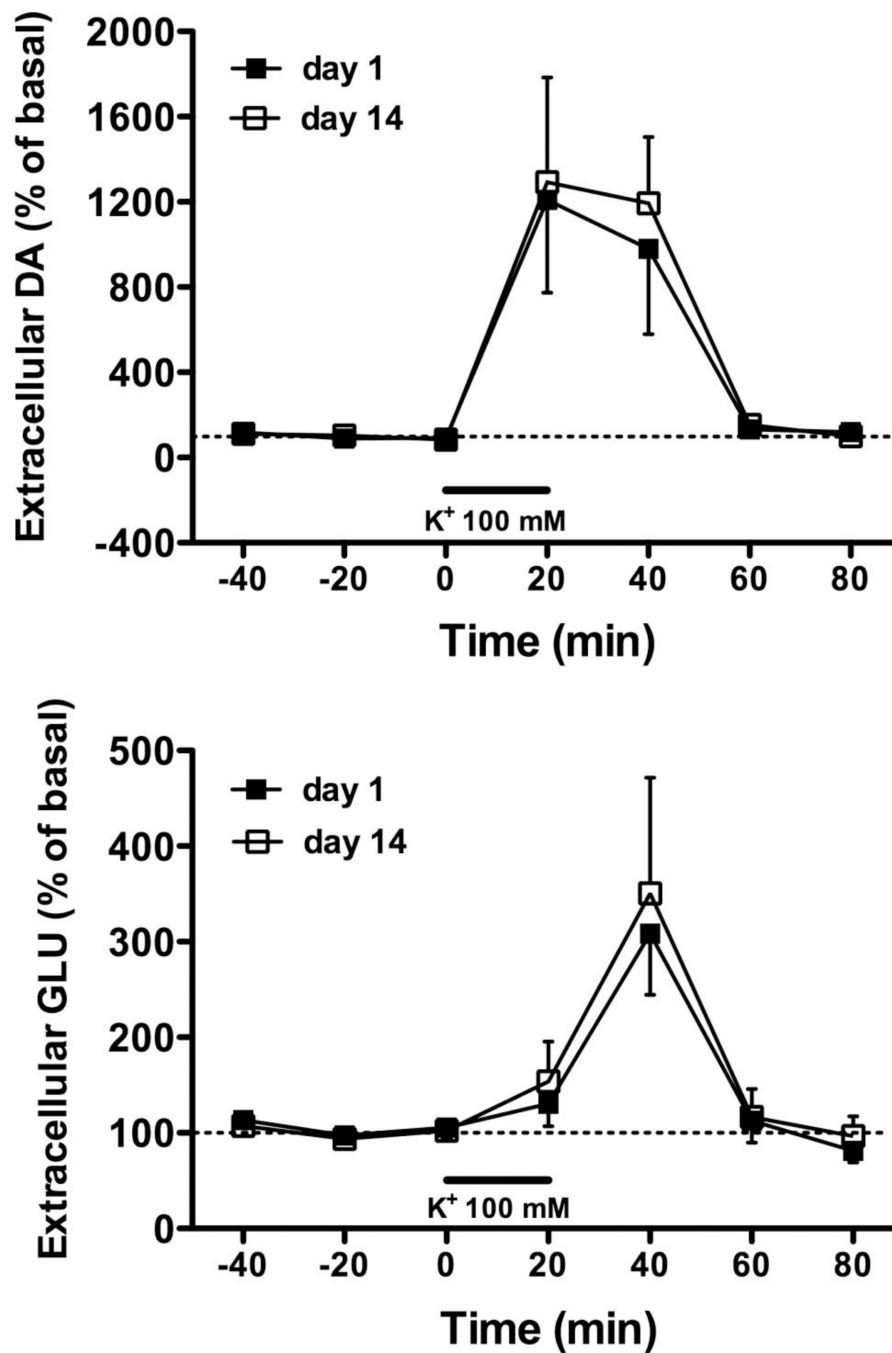 Extracellular DA (% of basal)
2000
1600
1200
800
400
0
-400
day 1
day 14
K+ 100 mM
-40 -20 0 20 40 60 80
Time (min)
Extracellular GLU (% of basal)
500
400
300
200
100
0
day 1
day 14
K+ 100 mM
-40 -20 0 20 40 60 80
Time (min)